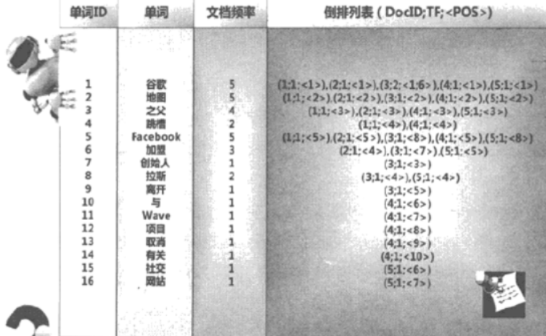 单词ID 单词 文档频率 倒排列表（DocID;TF;<POS>）
1 谷歌 5 (1;1;<1>),(2;1;<1>),(3;2;<1;6>),(4;1;<1>),(5;1;<1>)
2 地图 5 (1;1;<2>),(2;1;<2>),(3;1;<2>),(4;1;<2>),(5;1;<2>)
3 之父 4 (1;1;<3>),(2;1;<3>),(4;1;<3>),(5;1;<3>)
4 跳槽 2 (1;1;<4>),(4;1;<4>)
5 Facebook 5 (1;1;<5>),(2;1;<5>),(3;1;<8>),(4;1;<5>),(5;1;<8>)
6 加盟 3 (2;1;<4>),(3;1;<7>),(5;1;<5>)
7 创始人 1 (3;1;<3>)
8 拉斯 2 (3;1;<4>),(5;1;<4>)
9 离开 1 (3;1;<5>)
10 与 1 (4;1;<6>)
11 Wave 1 (4;1;<7>)
12 项目 1 (4;1;<8>)
13 取消 1 (4;1;<9>)
14 有关 1 (4;1;<10>)
15 社交 1 (5;1;<6>)
16 网站 1 (5;1;<7>)